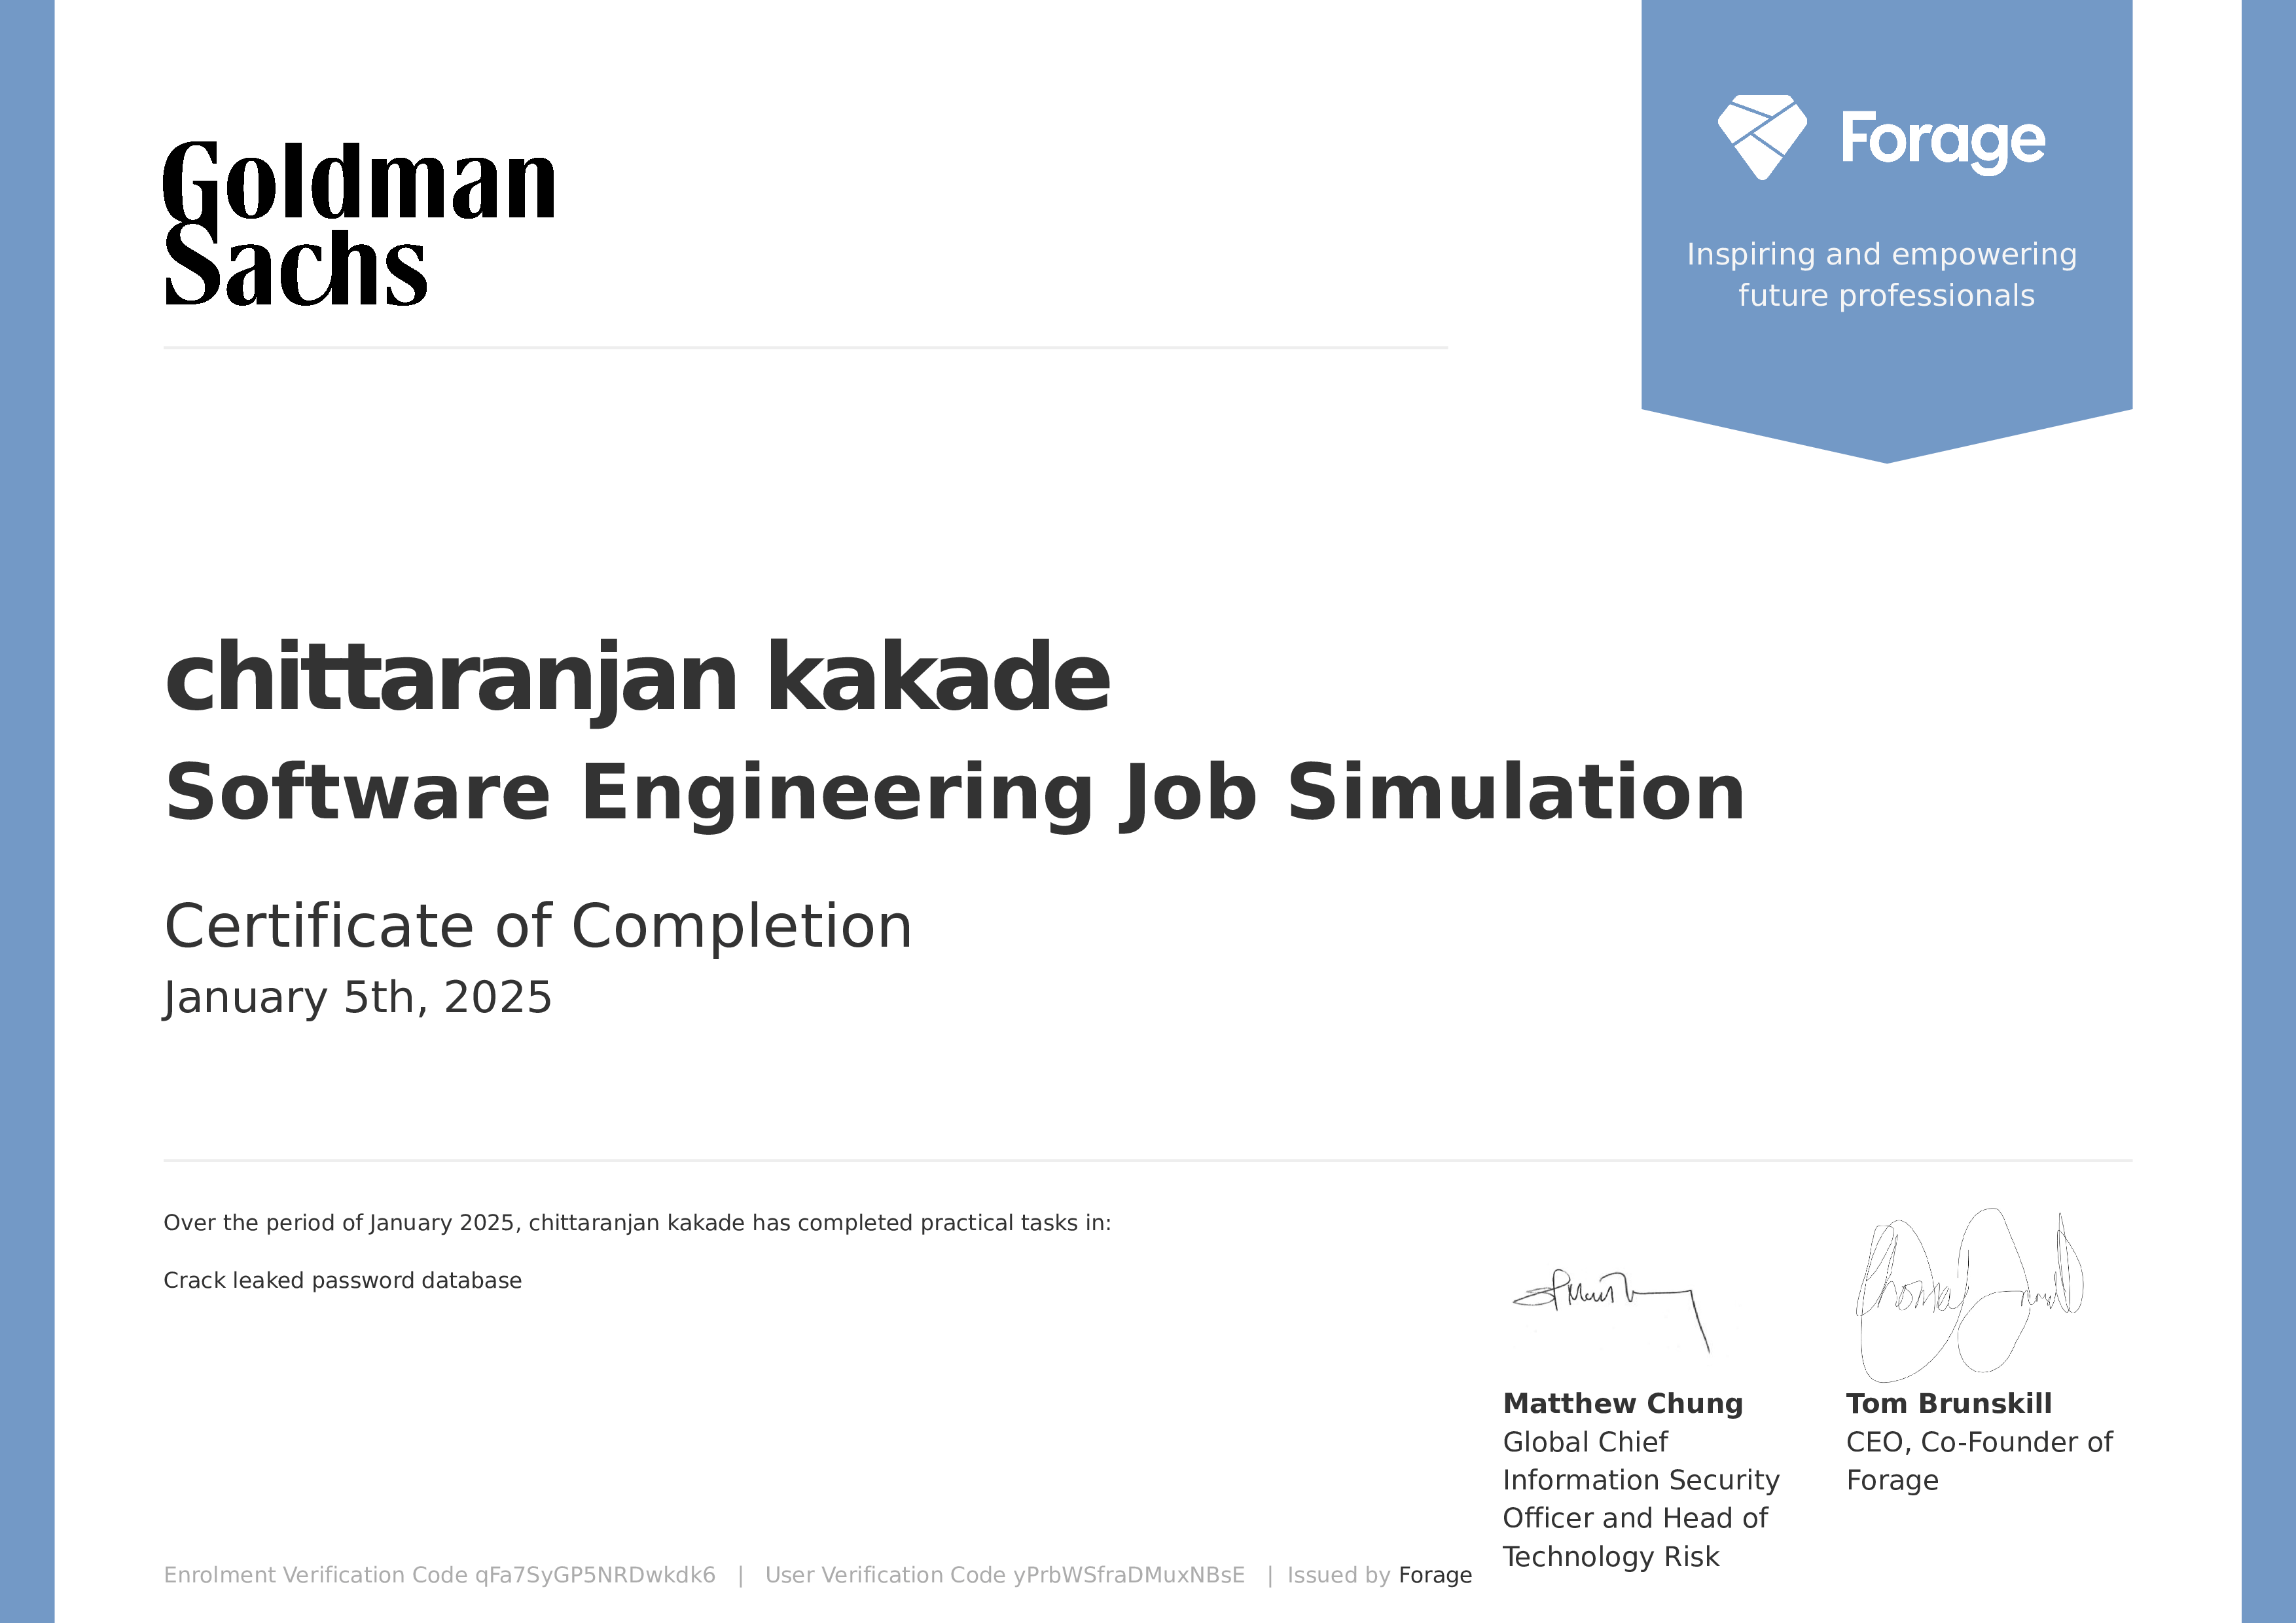 Goldman
Sachs
Forage
Inspiring and empowering
future professionals
chittaranjan kakade
Software Engineering Job Simulation
Certificate of Completion
January 5th, 2025
Over the period of January 2025, chittaranjan kakade has completed practical tasks in:
Crack leaked password database
Matthew Chung
Global Chief
Information Security
Officer and Head of
Technology Risk
Tom Brunskill
CEO, Co-Founder of
Forage
Enrolment Verification Code qFa7SyGP5NRDwkdk6 | User Verification Code yPrbWSfraDMuxNBsE | Issued by Forage